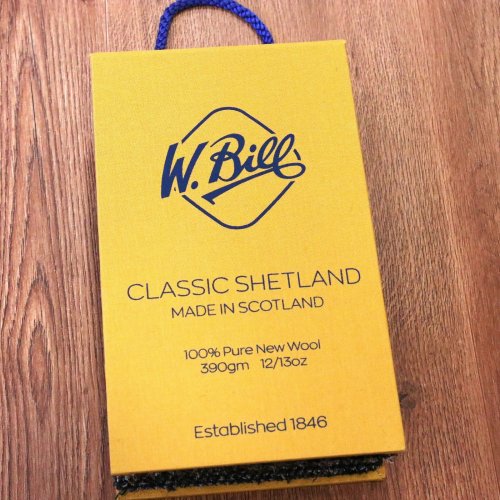 W. Bill
CLASSIC SHETLAND
MADE IN SCOTLAND
100% Pure New Wool
390gm 12/13oz
Established 1846